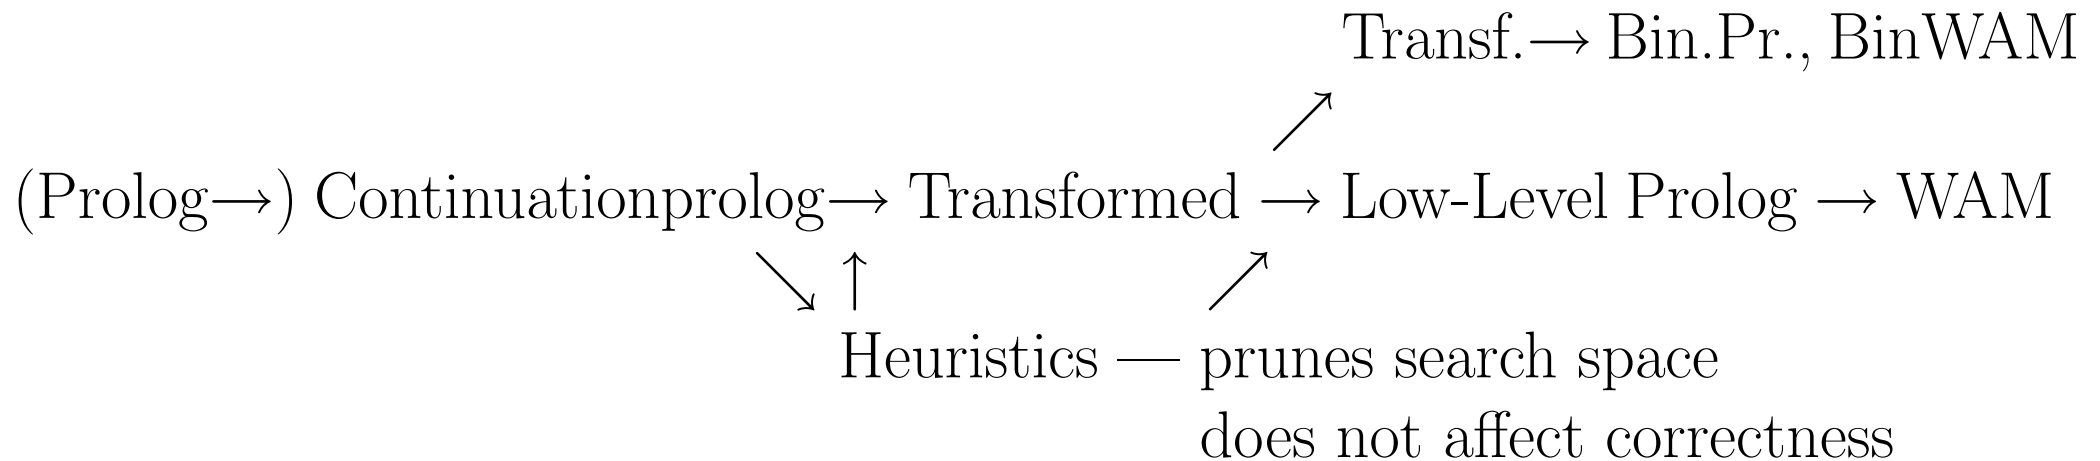 Transf.→ Bin.Pr., BinWAM
(Prolog→) Continuationprolog→ Transformed → Low-Level Prolog → WAM
Heuristics — prunes search space
does not affect correctness